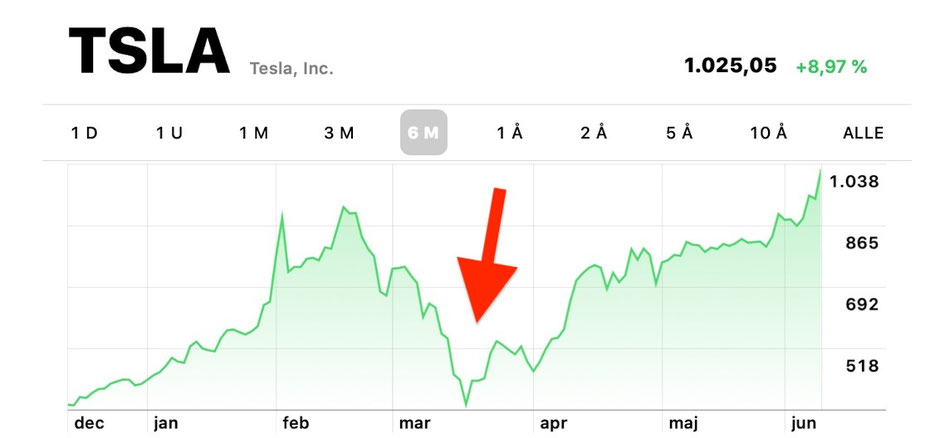 TSLA Tesla, Inc. 1.025,05 +8,97 %
1 D 1 U 1 M 3 M 6 M 1 Å 2 Å 5 Å 10 Å ALLE
1.038
865
692
518
dec jan feb mar apr maj jun